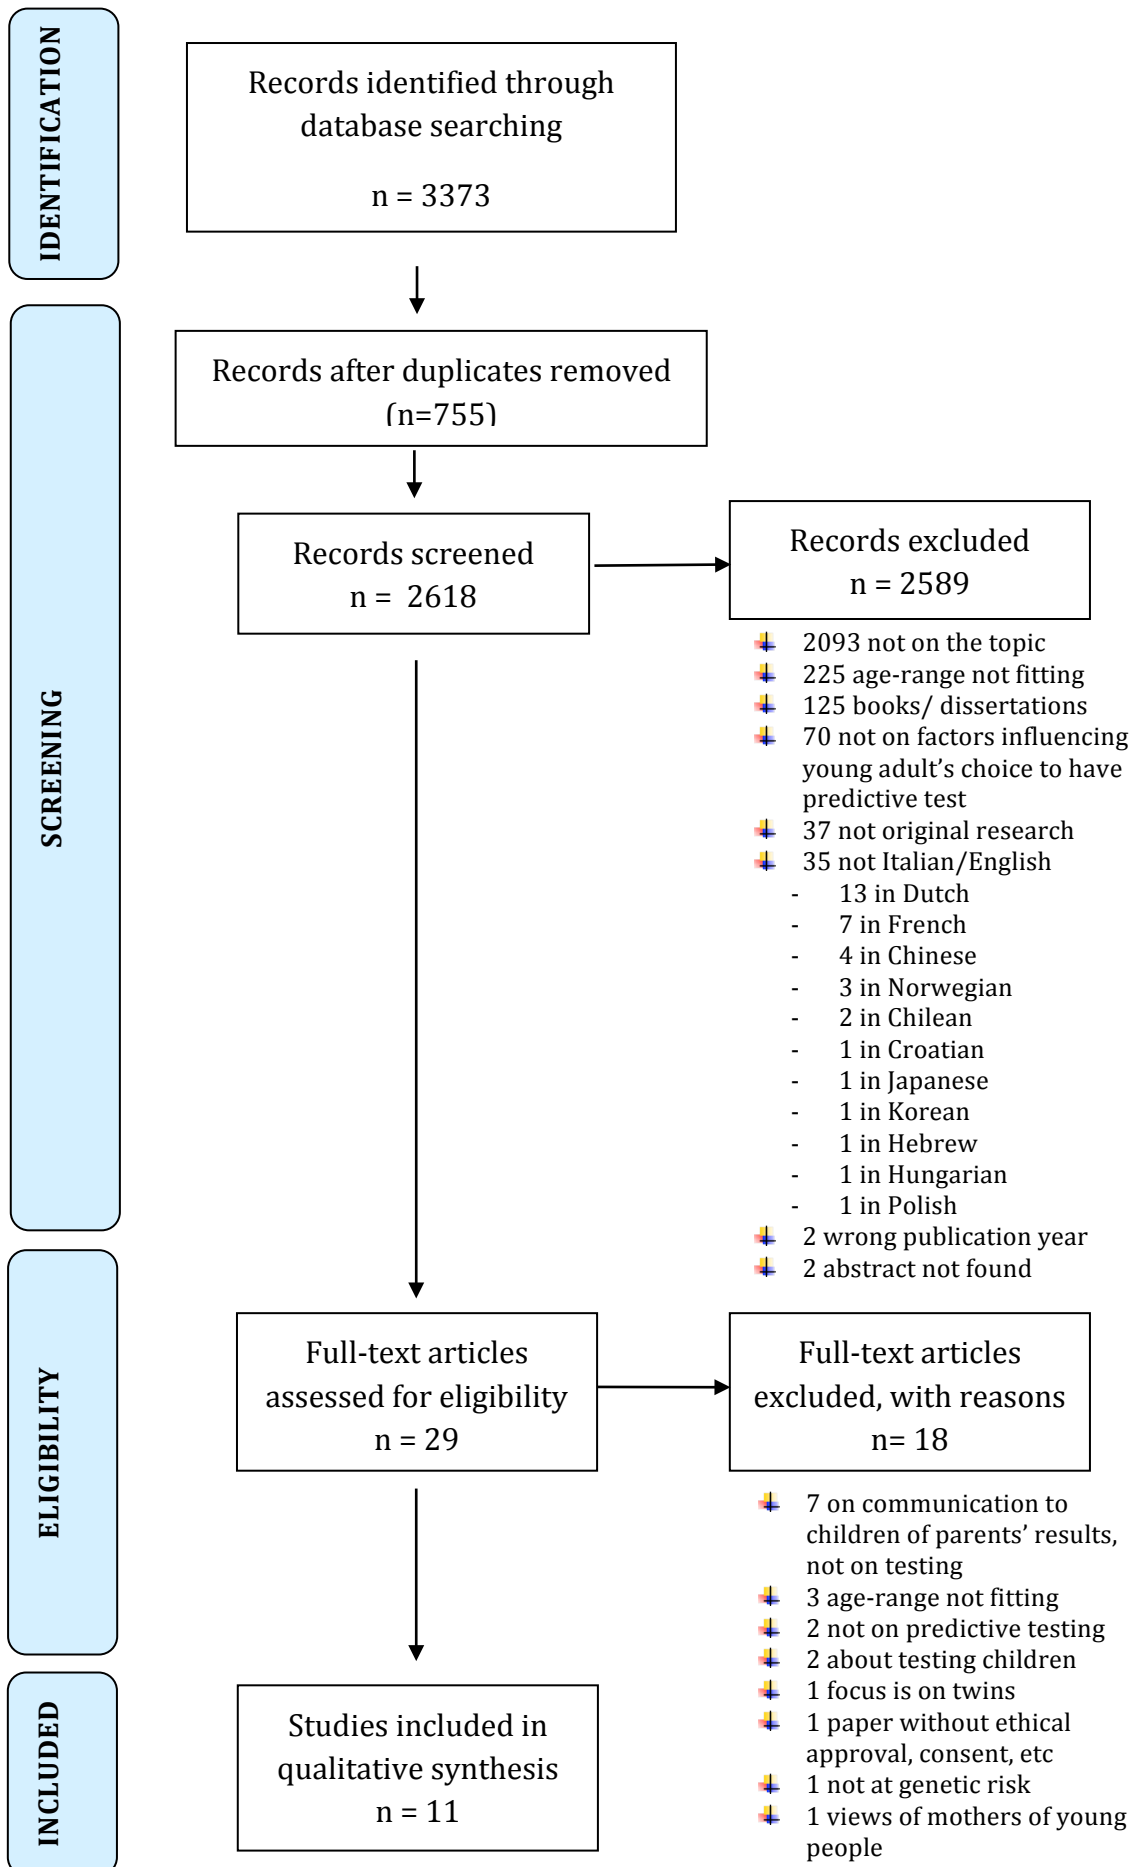 IDENTIFICATION
Records identified through
database searching
n = 3373
SCREENING
Records after duplicates removed
(n=755)
Records screened
n = 2618
Records excluded
n = 2589
2093 not on the topic
225 age-range not fitting
125 books/ dissertations
70 not on factors influencing
young adult’s choice to have
predictive test
37 not original research
35 not Italian/English
- 13 in Dutch
- 7 in French
- 4 in Chinese
- 3 in Norwegian
- 2 in Chilean
- 1 in Croatian
- 1 in Japanese
- 1 in Korean
- 1 in Hebrew
- 1 in Hungarian
- 1 in Polish
2 wrong publication year
2 abstract not found
ELIGIBILITY
Full-text articles
assessed for eligibility
n = 29
Full-text articles
excluded, with reasons
n= 18
7 on communication to
children of parents’ results,
not on testing
3 age-range not fitting
2 not on predictive testing
2 about testing children
1 focus is on twins
1 paper without ethical
approval, consent, etc
1 not at genetic risk
1 views of mothers of young
people
INCLUDED
Studies included in
qualitative synthesis
n = 11